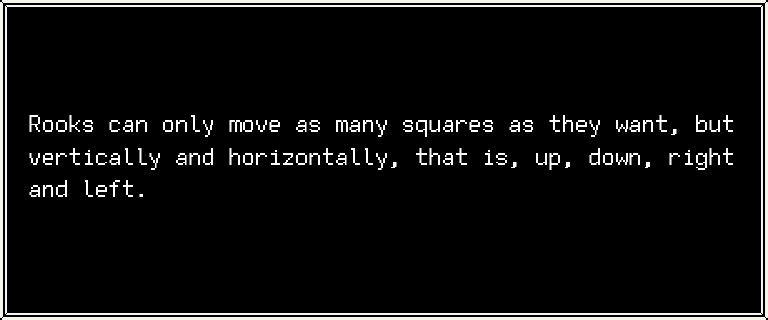 Rooks can only move as many squares as they want, but
vertically and horizontally, that is, up, down, right
and left.